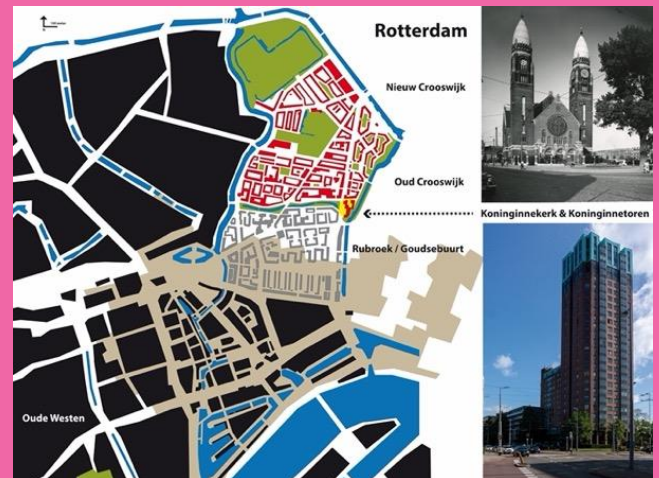 Rotterdam
Nieuw Crooswijk
Oud Crooswijk
Koninginnekerk & Koninginnetoren
Rubroek / Goudsebuurt
Oude Westen